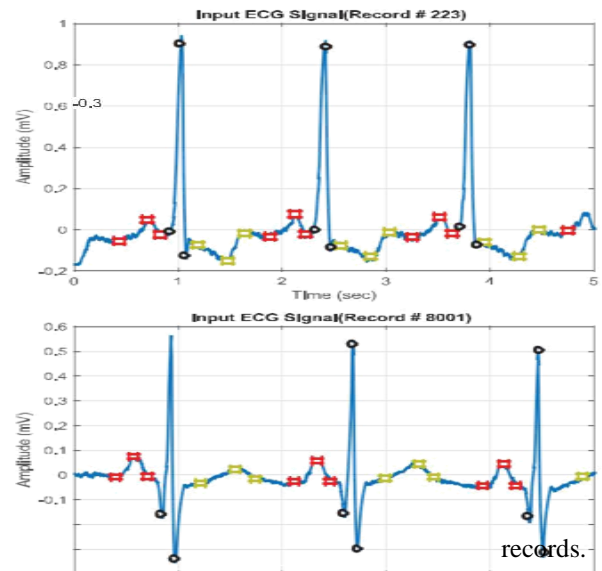 Input ECG Signal(Record # 223)
1
0.8
0.6
-0.3
0.4
0.2
0
-0.2
Amplitude (mV)
0 1 2 3 4 5
Time (sec)
Input ECG Signal(Record # 8001)
0.6
0.5
0.4
0.3
0.2
0.1
0
-0.1
Amplitude (mV)
records.